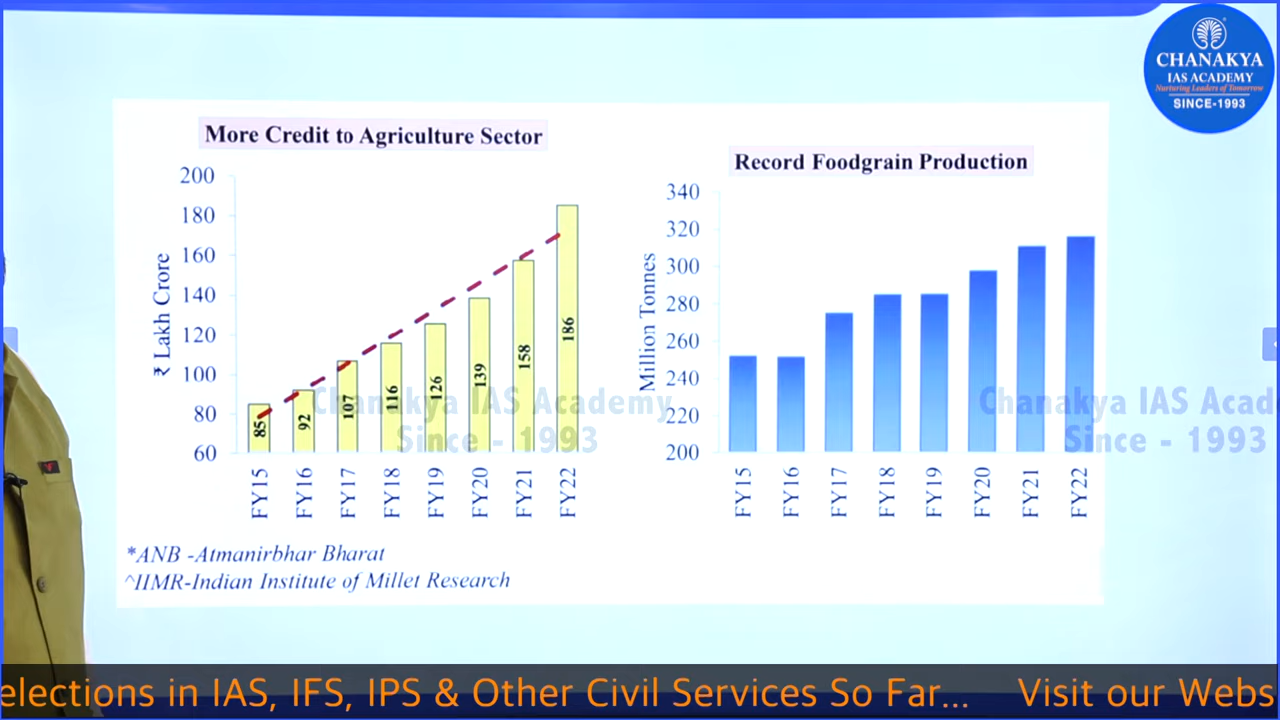 CHANAKYA
IAS ACADEMY
Nurturing Leaders of Tomorrow
SINCE-1993
More Credit to Agriculture Sector
₹ Lakh Crore
200
180
160
140
120
100
80
60
85
92
107
116
126
139
158
186
FY15
FY16
FY17
FY18
FY19
FY20
FY21
FY22
Record Foodgrain Production
Million Tonnes
340
320
300
280
260
240
220
200
FY15
FY16
FY17
FY18
FY19
FY20
FY21
FY22
Chanakya IAS Academy
Since - 1993
Chanakya IAS Acad
Since - 1993
*ANB -Atmanirbhar Bharat
^IIMR-Indian Institute of Millet Research
elections in IAS, IFS, IPS & Other Civil Services So Far... Visit our Webs